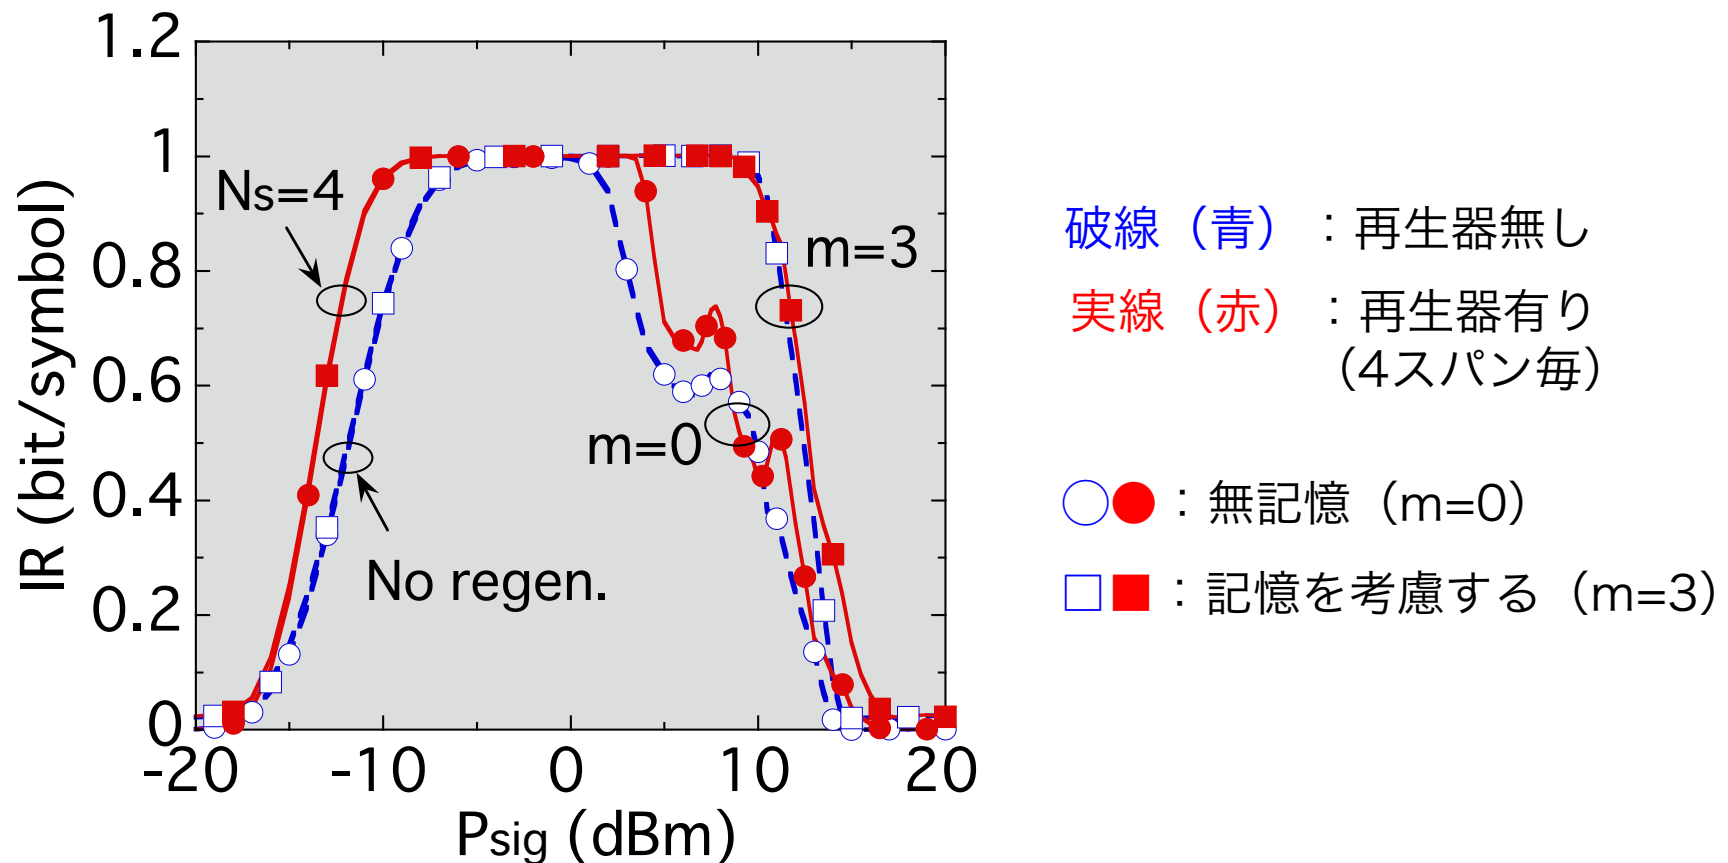 1.2
1
0.8
0.6
0.4
0.2
0
-20
-10
0
10
20
IR (bit/symbol)
Psig (dBm)
Ns=4
No regen.
m=0
m=3
破線（青）：再生器無し
実線（赤）：再生器有り
（4スパン毎）
：無記憶（m=0）
：記憶を考慮する（m=3）